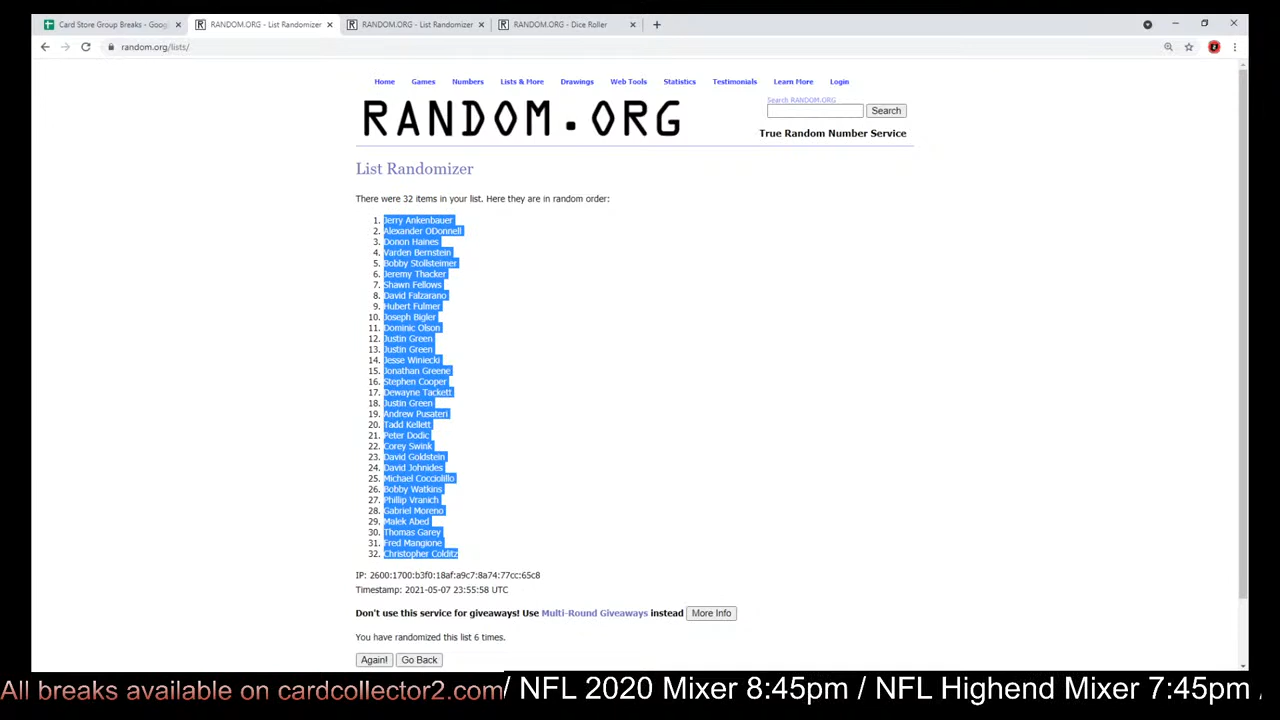 Card Store Group Breaks - Goog
RANDOM.ORG - List Randomizer
RANDOM.ORG - List Randomizer
RANDOM.ORG - Dice Roller
random.org/lists/
Home Games Numbers Lists & More Drawings Web Tools Statistics Testimonials Learn More Login
RANDOM.ORG
Search RANDOM.ORG
Search
True Random Number Service
List Randomizer
There were 32 items in your list. Here they are in random order:
1. Jerry Ankenbauer
2. Alexander ODonnell
3. Donon Haines
4. Varden Bernstein
5. Bobby Stollsteimer
6. Jeremy Thacker
7. Shawn Fellows
8. David Falzarano
9. Hubert Fulmer
10. Joseph Bigler
11. Dominic Olson
12. Justin Green
13. Justin Green
14. Jesse Winiecki
15. Jonathan Greene
16. Stephen Cooper
17. Dewayne Tackett
18. Justin Green
19. Andrew Pusateri
20. Tadd Kellett
21. Peter Dodic
22. Corey Swink
23. David Goldstein
24. David Johnides
25. Michael Cocciolillo
26. Bobby Watkins
27. Phillip Vranich
28. Gabriel Moreno
29. Malek Abed
30. Thomas Garey
31. Fred Mangione
32. Christopher Colditz
IP: 2600:1700:b3f0:18af:a9c7:8a74:77cc:65c8
Timestamp: 2021-05-07 23:55:58 UTC
Don't use this service for giveaways! Use Multi-Round Giveaways instead More Info
You have randomized this list 6 times.
Again! Go Back
All breaks available on cardcollector2.com / NFL 2020 Mixer 8:45pm / NFL Highend Mixer 7:45pm /